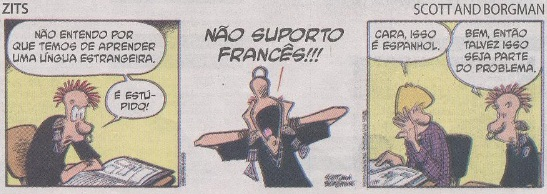 ZITS
SCOTT AND BORGMAN
NÃO ENTENDO POR
QUE TEMOS DE APRENDER
UMA LÍNGUA ESTRANGEIRA.
É ESTÚ-
PIDO!
NÃO SUPORTO
FRANCÊS!!!
CARA, ISSO
É ESPANHOL.
BEM, ENTÃO
TALVEZ ISSO
SEJA PARTE
DO PROBLEMA.